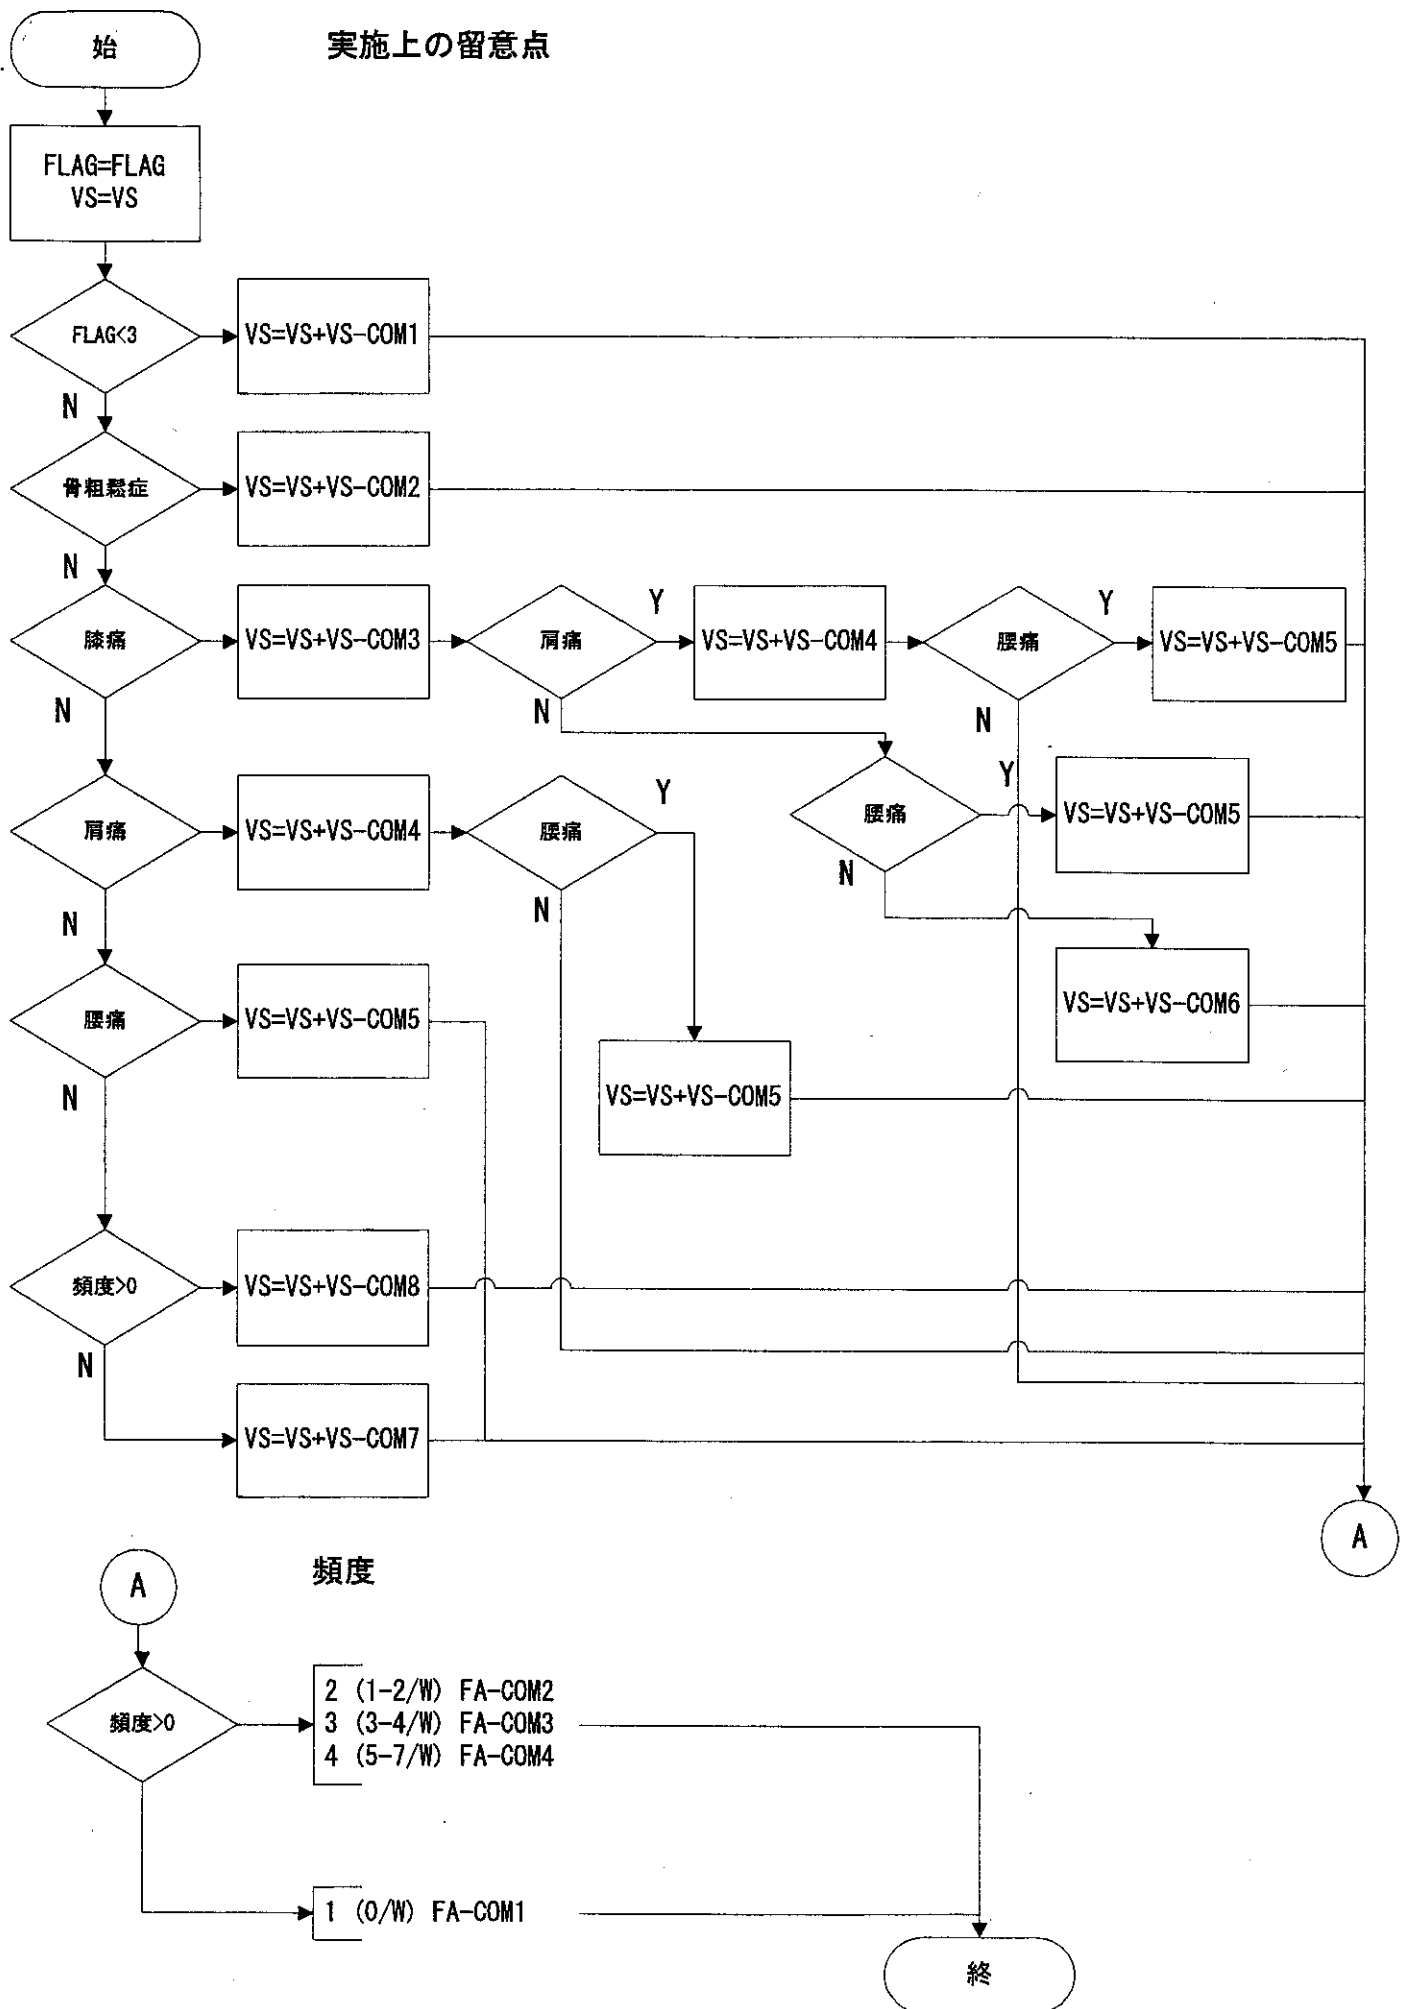 始
実施上の留意点
FLAG=FLAG
VS=VS
FLAG<3
VS=VS+VS-COM1
N
骨粗鬆症
VS=VS+VS-COM2
N
膝痛
VS=VS+VS-COM3
肩痛
Y
VS=VS+VS-COM4
腰痛
Y
VS=VS+VS-COM5
N
N
N
肩痛
VS=VS+VS-COM4
腰痛
Y
腰痛
Y
VS=VS+VS-COM5
N
N
N
腰痛
VS=VS+VS-COM5
VS=VS+VS-COM6
N
VS=VS+VS-COM5
頻度>0
VS=VS+VS-COM8
N
VS=VS+VS-COM7
A
A
頻度
頻度>0
2 (1-2/W) FA-COM2
3 (3-4/W) FA-COM3
4 (5-7/W) FA-COM4
1 (0/W) FA-COM1
終